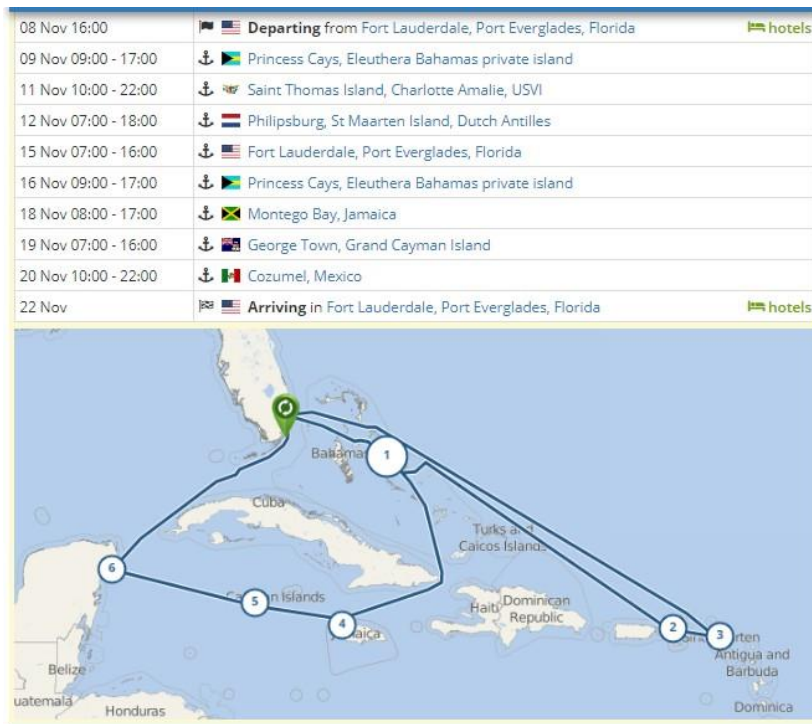 08 Nov 16:00 Departing from Fort Lauderdale, Port Everglades, Florida hotels
09 Nov 09:00 - 17:00 Princess Cays, Eleuthera Bahamas private island
11 Nov 10:00 - 22:00 Saint Thomas Island, Charlotte Amalie, USVI
12 Nov 07:00 - 18:00 Philipsburg, St Maarten Island, Dutch Antilles
15 Nov 07:00 - 16:00 Fort Lauderdale, Port Everglades, Florida
16 Nov 09:00 - 17:00 Princess Cays, Eleuthera Bahamas private island
18 Nov 08:00 - 17:00 Montego Bay, Jamaica
19 Nov 07:00 - 16:00 George Town, Grand Cayman Island
20 Nov 10:00 - 22:00 Cozumel, Mexico
22 Nov Arriving in Fort Lauderdale, Port Everglades, Florida hotels
Bahamas 1
Cuba
Turks and
Caicos Islands
6
5 Islands
4
Haiti
Dominican
Republic
2
3 rten
Antigua and
Barbuda
Belize
uatemala
Honduras
Dominica